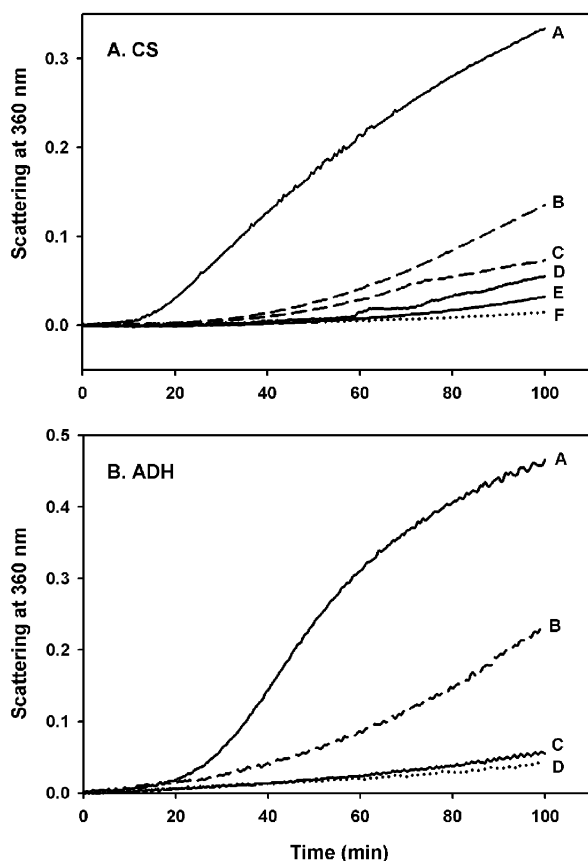 A. CS
Scattering at 360 nm
0.3
0.2
0.1
0.0
A
B
C
D
E
F
0 20 40 60 80 100
B. ADH
Scattering at 360 nm
0.5
0.4
0.3
0.2
0.1
0.0
A
B
C
D
0 20 40 60 80 100
Time (min)